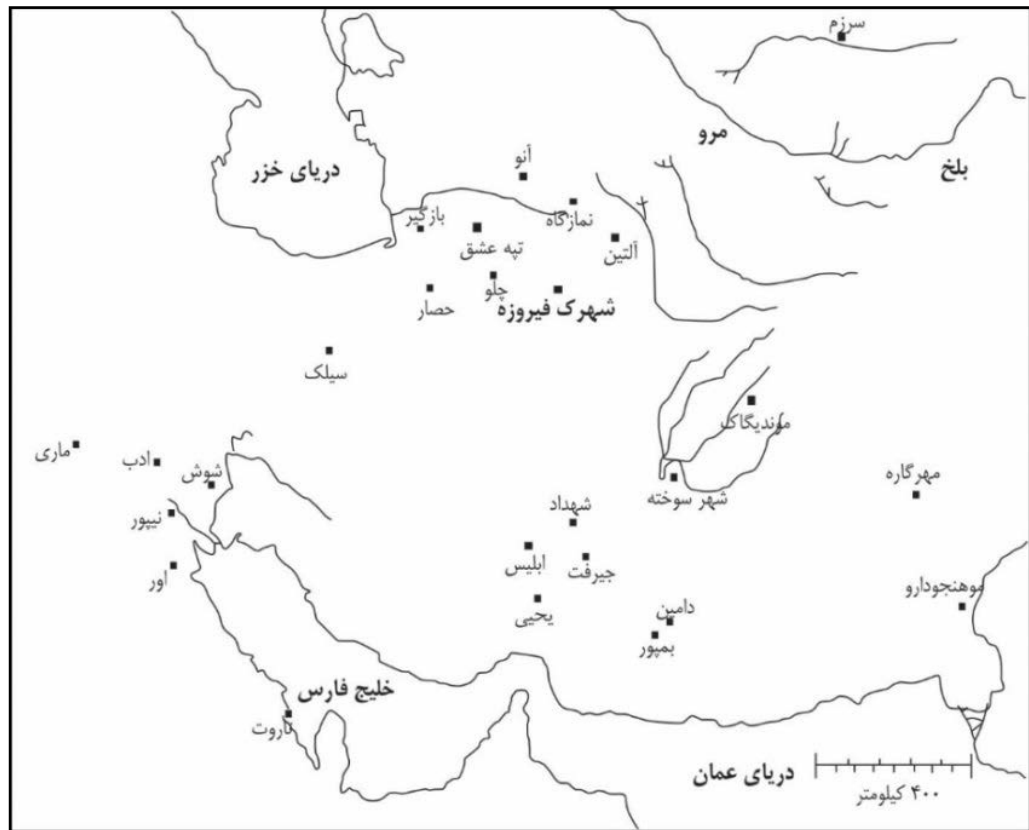 سرزم
مرو
بلخ
آنو
دریای خزر
نمازگاه
بازگیر
تپه عشق
آلتین
چلو
حصار
شهرک فیروزه
سیلک
موندیگاک
ماری
ادب
شوش
مهرگاره
شهر سوخته
نیپور
شهداد
ابلیس
جیرفت
اور
موهنجودارو
یحیی
دامین
بمپور
خلیج فارس
تاروت
دریای عمان
۴۰۰ کیلومتر